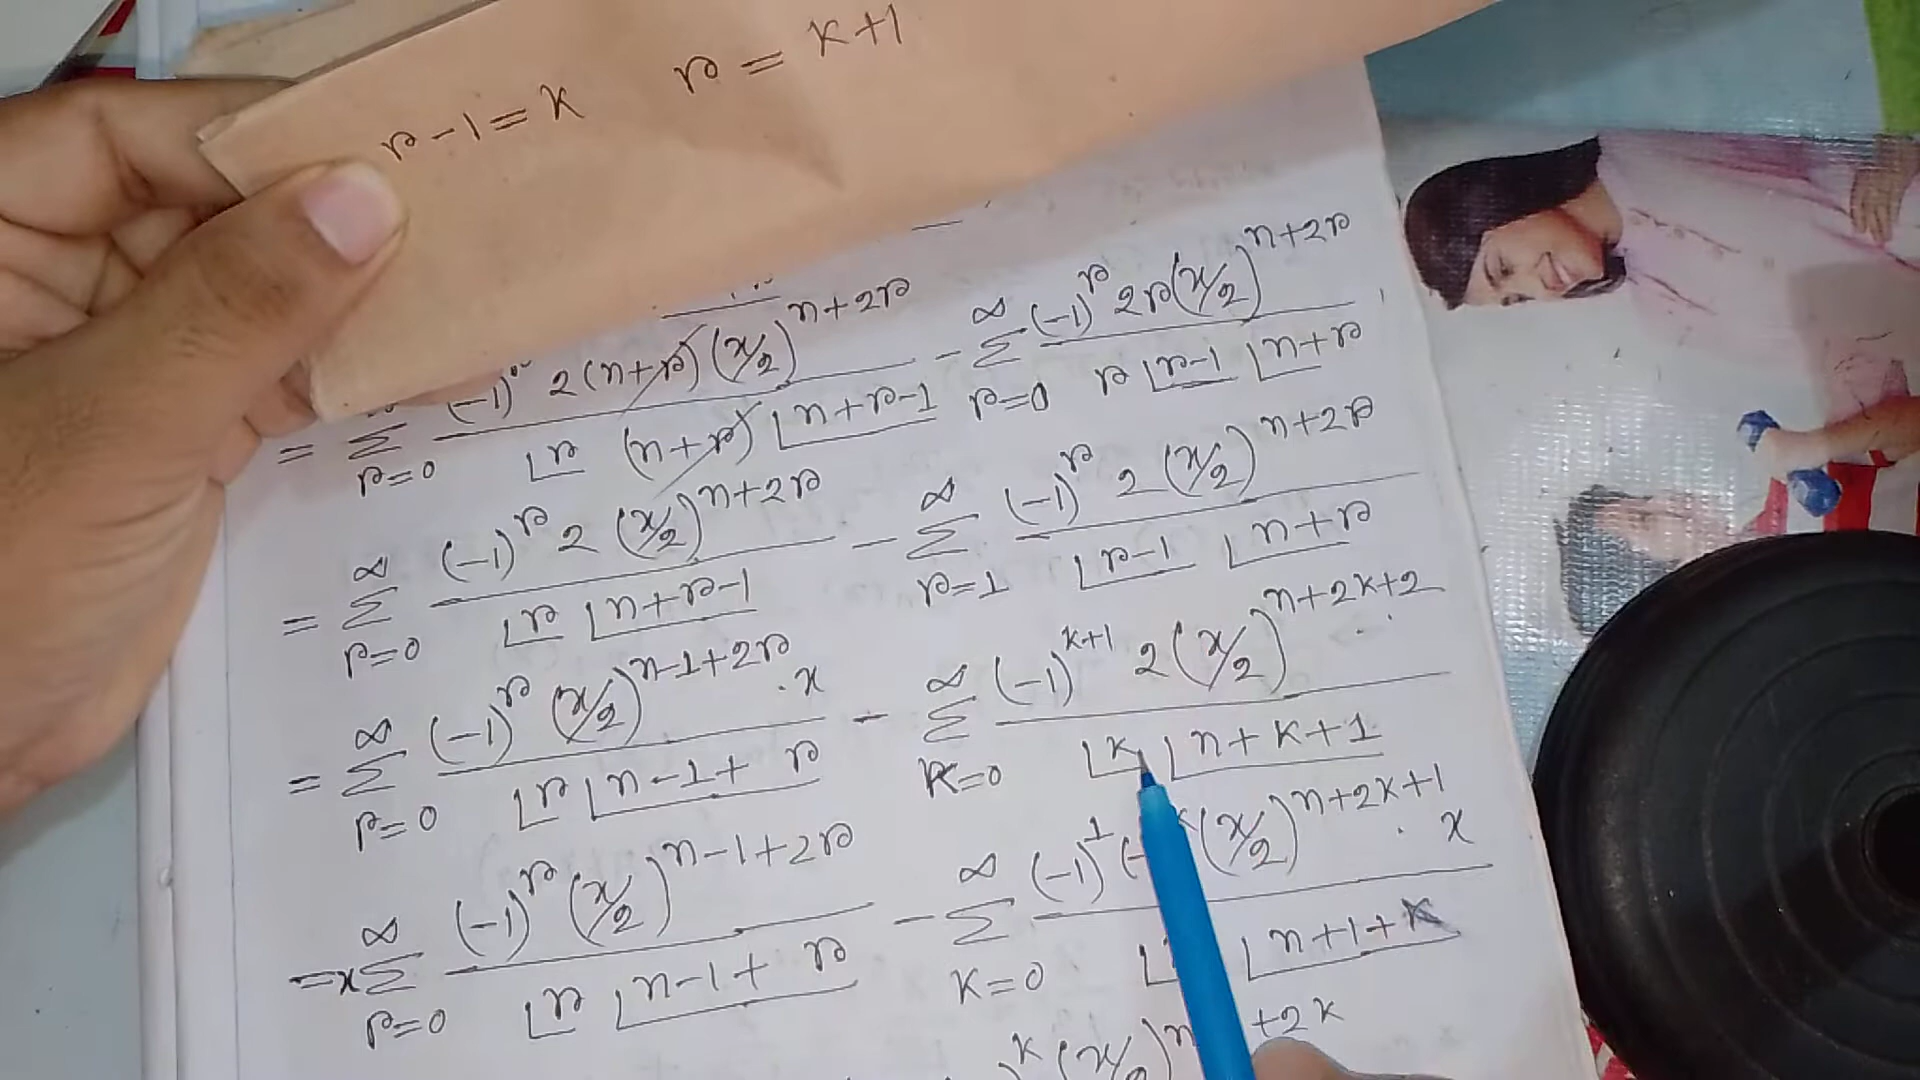 r-1=k r = k+1
= Σ_{r=0} (-1) 2(n+r)(x/2)^{n+2r} / ⌊r (n+r) ⌊n+r-1 - Σ_{r=0}^{∞} (-1)^r 2r(x/2)^{n+2r} / r ⌊r-1 ⌊n+r
= Σ_{r=0}^{∞} (-1)^r 2 (x/2)^{n+2r} / ⌊r ⌊n+r-1 - Σ_{r=1}^{∞} (-1)^r 2 (x/2)^{n+2r} / ⌊r-1 ⌊n+r
= Σ_{r=0}^{∞} (-1)^r (x/2)^{n-1+2r} . x / ⌊r ⌊n-1+r - Σ_{k=0}^{∞} (-1)^{k+1} 2 (x/2)^{n+2k+2} / ⌊k ⌊n+k+1
= x Σ_{r=0}^{∞} (-1)^r (x/2)^{n-1+2r} / ⌊r ⌊n-1+r - Σ_{k=0}^{∞} (-1)^1 (- (x/2)^{n+2k+1} . x / ⌊n+1+k
k (x/2)^n +2k